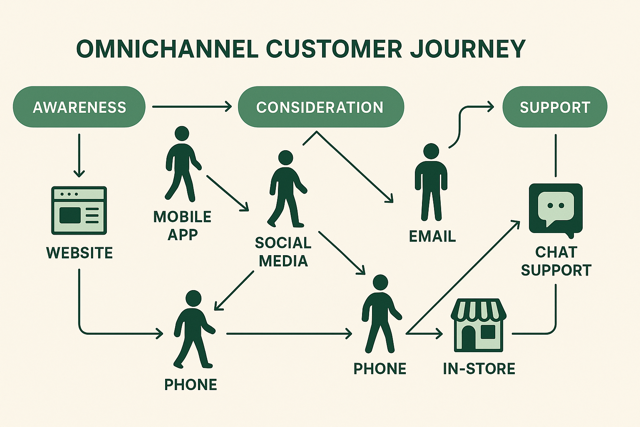 OMNICHANNEL CUSTOMER JOURNEY
AWARENESS
CONSIDERATION
SUPPORT
MOBILE
APP
SOCIAL
MEDIA
EMAIL
WEBSITE
CHAT
SUPPORT
PHONE
PHONE
IN-STORE